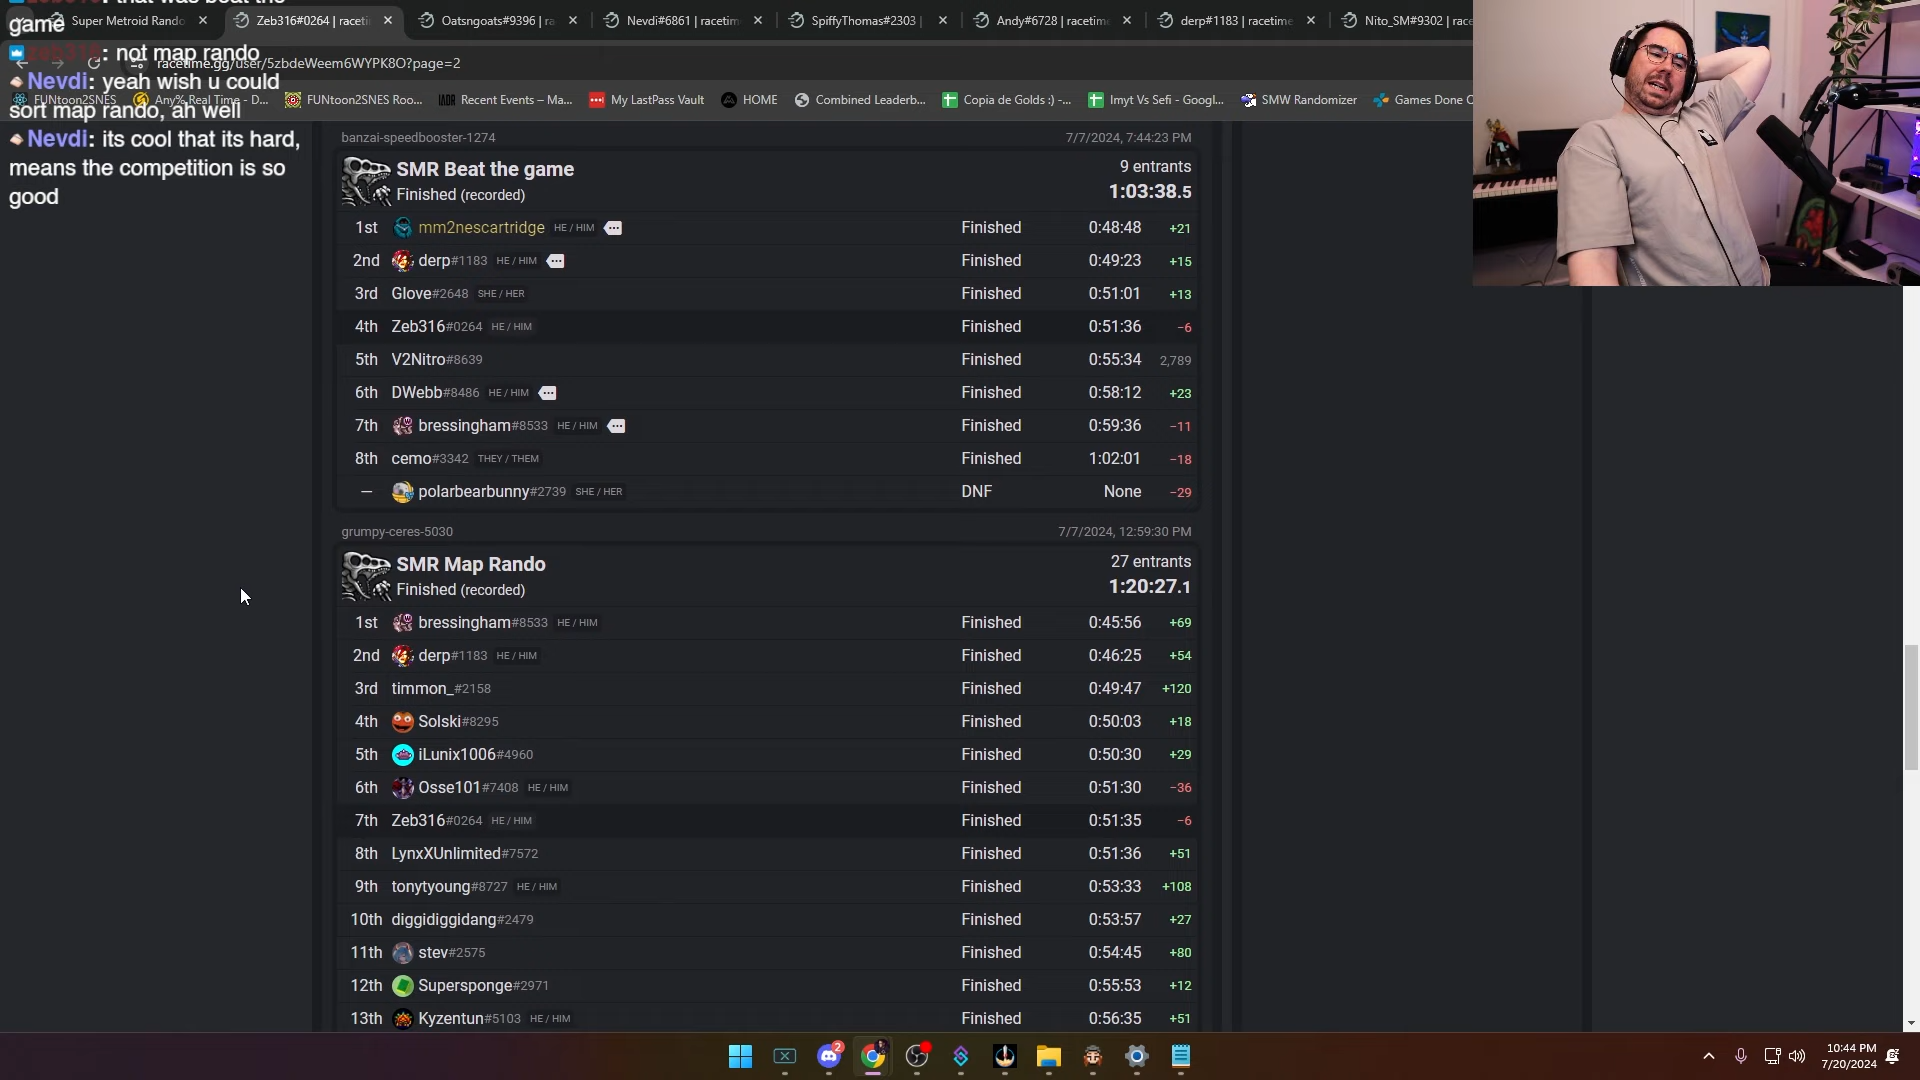 game
: not map rando
Nevdi: yeah wish u could
sort map rando, ah well
Nevdi: its cool that its hard,
means the competition is so
good
Super Metroid Rando
Zeb316#0264 | raceti
Oatsngoats#9396 | ra
Nevdi#6861 | racetim
SpiffyThomas#2303 |
Andy#6728 | racetime
derp#1183 | racetime
Nito_SM#9302 | race
racetime.gg/user/5zbdeWeem6WYPK8O?page=2
FUNtoon2SNES
Any% Real Time - D...
FUNtoon2SNES Roo...
Recent Events – Ma...
My LastPass Vault
HOME
Combined Leaderb...
Copia de Golds :) -...
Imyt Vs Sefi - Googl...
SMW Randomizer
Games Done C
banzai-speedbooster-1274 7/7/2024, 7:44:23 PM
SMR Beat the game 9 entrants
Finished (recorded) 1:03:38.5
1st mm2nescartridge HE / HIM Finished 0:48:48 +21
2nd derp#1183 HE / HIM Finished 0:49:23 +15
3rd Glove#2648 SHE / HER Finished 0:51:01 +13
4th Zeb316#0264 HE / HIM Finished 0:51:36 −6
5th V2Nitro#8639 Finished 0:55:34 2,789
6th DWebb#8486 HE / HIM Finished 0:58:12 +23
7th bressingham#8533 HE / HIM Finished 0:59:36 −11
8th cemo#3342 THEY / THEM Finished 1:02:01 −18
— polarbearbunny#2739 SHE / HER DNF None −29
grumpy-ceres-5030 7/7/2024, 12:59:30 PM
SMR Map Rando 27 entrants
Finished (recorded) 1:20:27.1
1st bressingham#8533 HE / HIM Finished 0:45:56 +69
2nd derp#1183 HE / HIM Finished 0:46:25 +54
3rd timmon_#2158 Finished 0:49:47 +120
4th Solski#8295 Finished 0:50:03 +18
5th iLunix1006#4960 Finished 0:50:30 +29
6th Osse101#7408 HE / HIM Finished 0:51:30 −36
7th Zeb316#0264 HE / HIM Finished 0:51:35 −6
8th LynxXUnlimited#7572 Finished 0:51:36 +51
9th tonytyoung#8727 HE / HIM Finished 0:53:33 +108
10th diggidiggidang#2479 Finished 0:53:57 +27
11th stev#2575 Finished 0:54:45 +80
12th Supersponge#2971 Finished 0:55:53 +12
13th Kyzentun#5103 HE / HIM Finished 0:56:35 +51
2
10:44 PM
7/20/2024